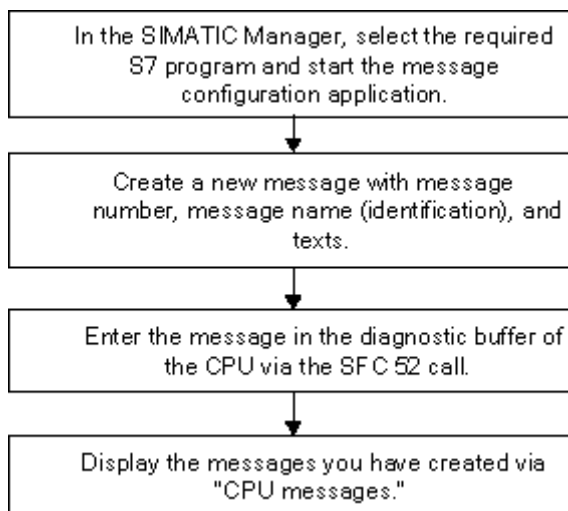 In the SIMATIC Manager, select the required
S7 program and start the message
configuration application.
Create a new message with message
number, message name (identification), and
texts.
Enter the message in the diagnostic buffer of
the CPU via the SFC 52 call.
Display the messages you have created via
"CPU messages."